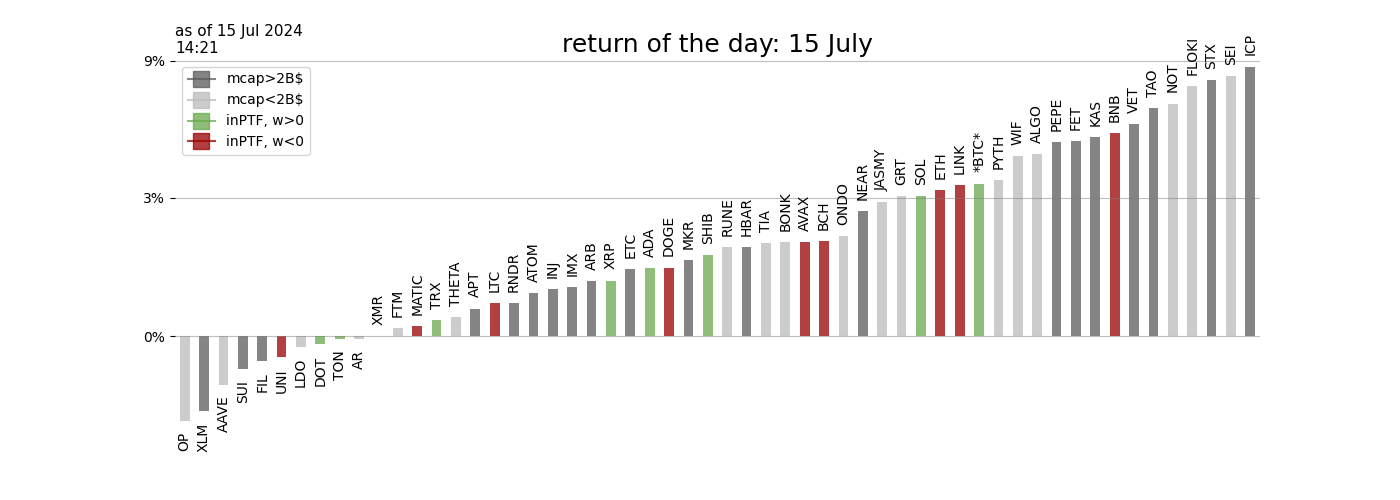 as of 15 Jul 2024
14:21
return of the day: 15 July
9%
3%
0%
mcap>2B$
mcap<2B$
inPTF, w>0
inPTF, w<0
OP
XLM
AAVE
SUI
FIL
UNI
LDO
DOT
TON
AR
XMR
FTM
MATIC
TRX
THETA
APT
LTC
RNDR
ATOM
INJ
IMX
ARB
XRP
ETC
ADA
DOGE
MKR
SHIB
RUNE
HBAR
TIA
BONK
AVAX
BCH
ONDO
NEAR
JASMY
GRT
SOL
ETH
LINK
*BTC*
PYTH
WIF
ALGO
PEPE
FET
KAS
BNB
VET
TAO
NOT
FLOKI
STX
SEI
ICP